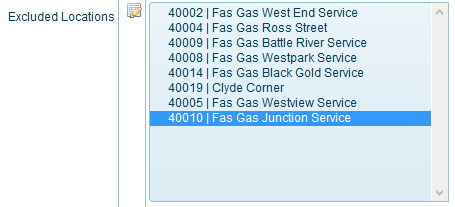 Excluded Locations
40002 | Fas Gas West End Service
40004 | Fas Gas Ross Street
40009 | Fas Gas Battle River Service
40008 | Fas Gas Westpark Service
40014 | Fas Gas Black Gold Service
40019 | Clyde Corner
40005 | Fas Gas Westview Service
40010 | Fas Gas Junction Service